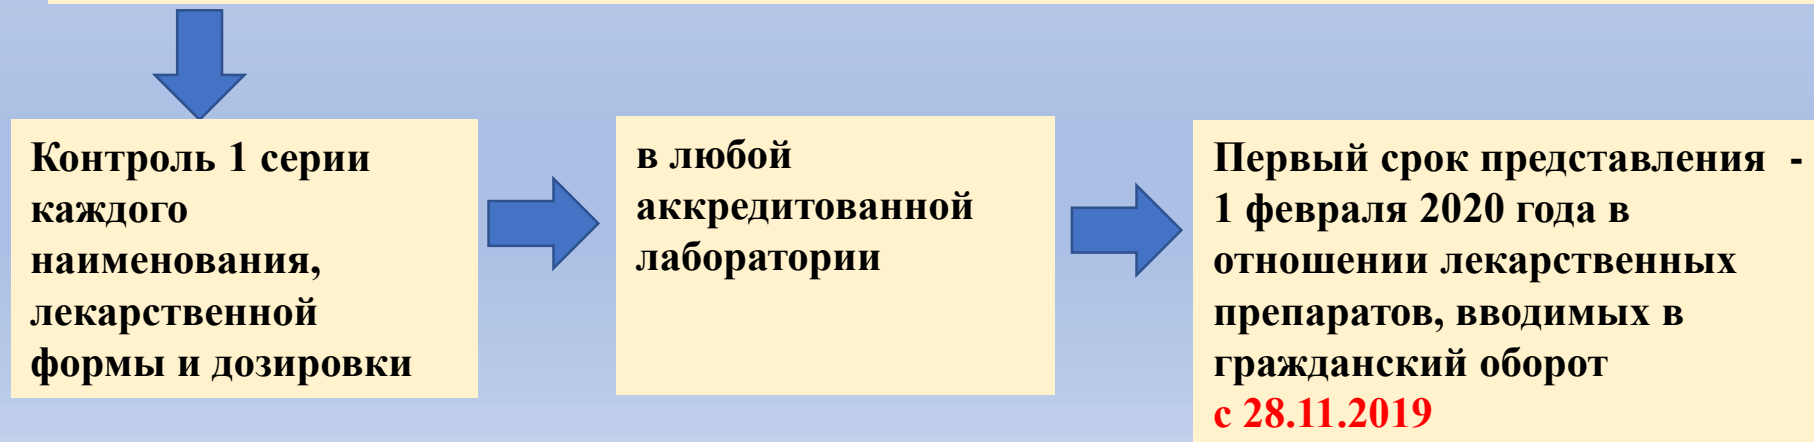 Контроль 1 серии
каждого
наименования,
лекарственной
формы и дозировки
в любой
аккредитованной
лаборатории
Первый срок представления -
1 февраля 2020 года в
отношении лекарственных
препаратов, вводимых в
гражданский оборот
с 28.11.2019